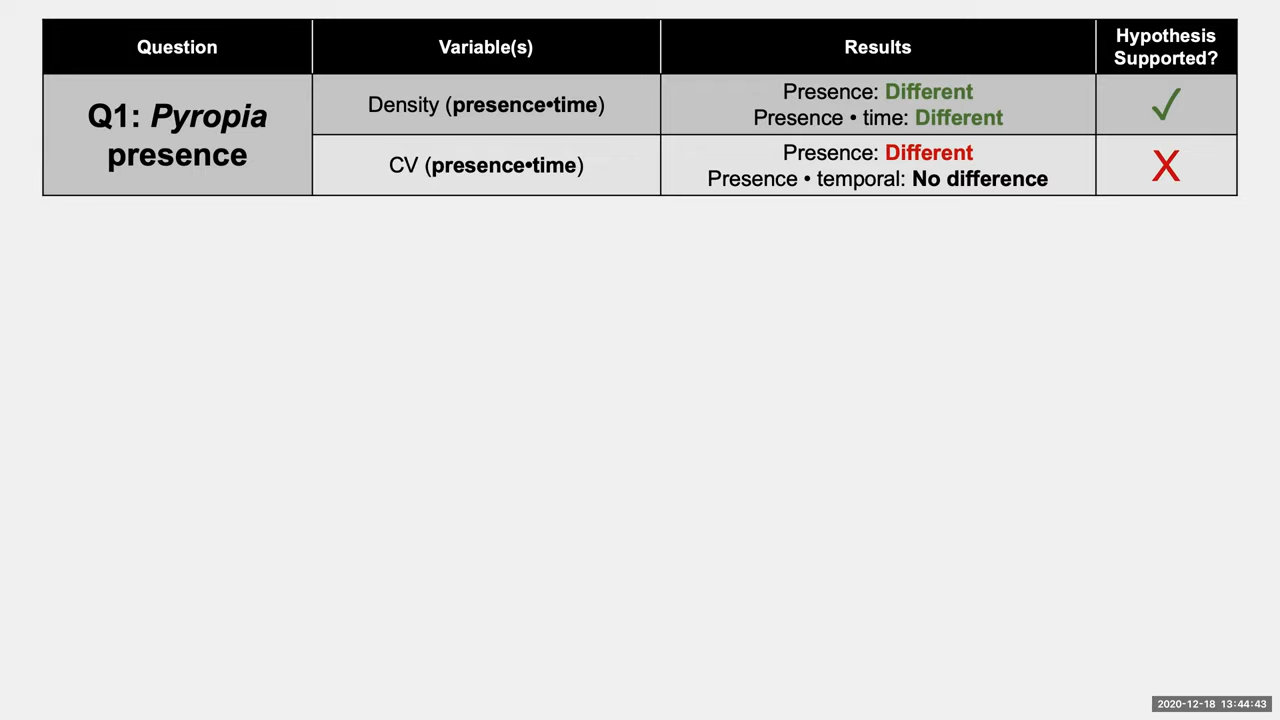 Question
Variable(s)
Results
Hypothesis
Supported?
Q1: Pyropia
presence
Density (presence•time)
Presence: Different
Presence • time: Different
✓
CV (presence•time)
Presence: Different
Presence • temporal: No difference
X
2020-12-18 13:44:43